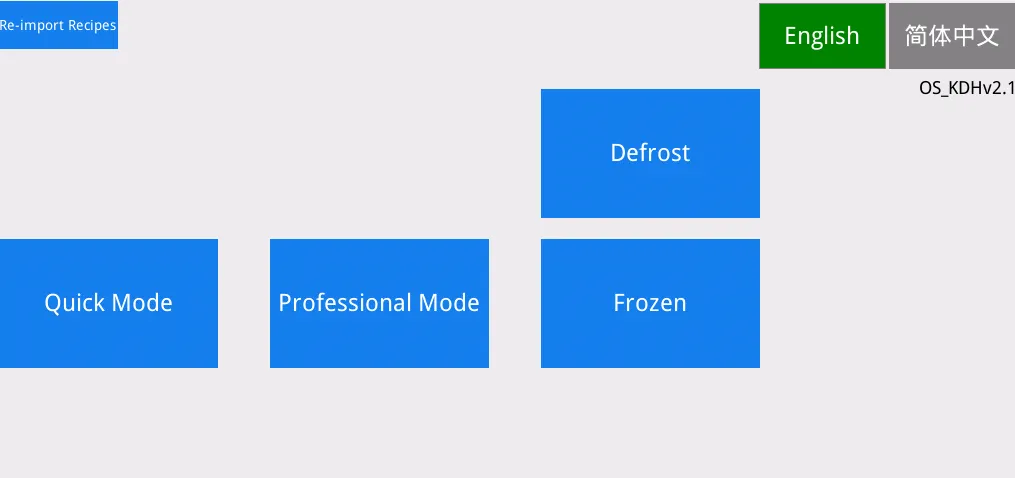 Re-import Recipes
English
简体中文
OS_KDHv2.1
Defrost
Quick Mode
Professional Mode
Frozen